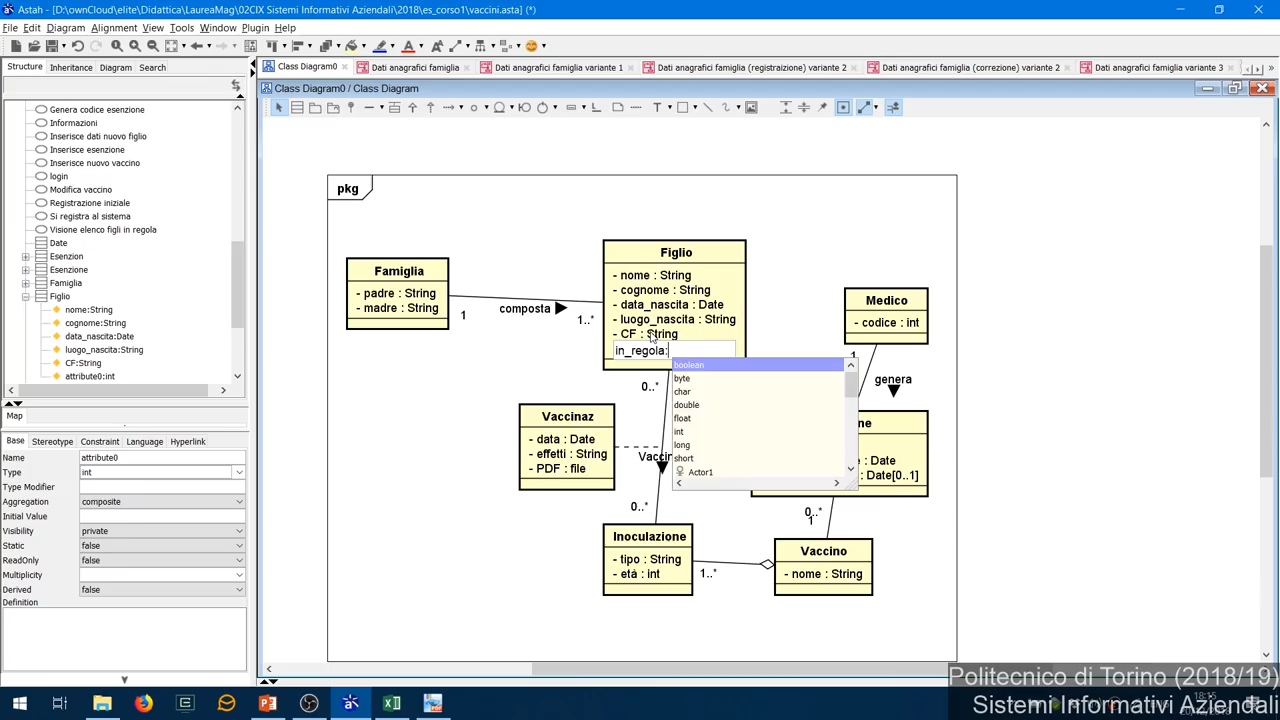 Astah - [D:\ownCloud\elite\Didattica\LaureaMag\02CIX Sistemi Informativi Aziendali\2018\es_corso1\vaccini.asta] (*)
File Edit Diagram Alignment View Tools Window Plugin Help
Structure Inheritance Diagram Search
Class Diagram0 Dati anagrafici famiglia Dati anagrafici famiglia variante 1 Dati anagrafici famiglia (registraizione) variante 2 Dati anagrafici famiglia (correzione) variante 2 Dati anagrafici famiglia variante 3
Class Diagram0 / Class Diagram
Genera codice esenzione
Informazioni
Inserisce dati nuovo figlio
Inserisce esenzione
Inserisce nuovo vaccino
login
Modifica vaccino
Registrazione iniziale
Si registra al sistema
Visione elenco figli in regola
Date
Esenzion
Esenzione
Famiglia
Figlio
nome:String
cognome:String
data_nascita:Date
luogo_nascita:String
CF:String
attribute0:int
Map
Base Stereotype Constraint Language Hyperlink
Name attribute0
Type int
Type Modifier
Aggregation composite
Initial Value
Visibility private
Static false
ReadOnly false
Multiplicity
Derived false
Definition
pkg
Famiglia
- padre : String
- madre : String
1
composta
1..*
Figlio
- nome : String
- cognome : String
- data_nascita : Date
- luogo_nascita : String
- CF : String
in_regola:
boolean
byte
char
double
float
int
long
short
Actor1
Medico
- codice : int
1
genera
ne
e : Date
: Date[0..1]
0..*
0..*
1
Vaccinaz
- data : Date
- effetti : String
- PDF : file
Vaccin
0..*
Inoculazione
- tipo : String
- età : int
1..*
Vaccino
- nome : String
Politecnico di Torino (2018/19)
18:15
Sistemi Informativi Aziendali